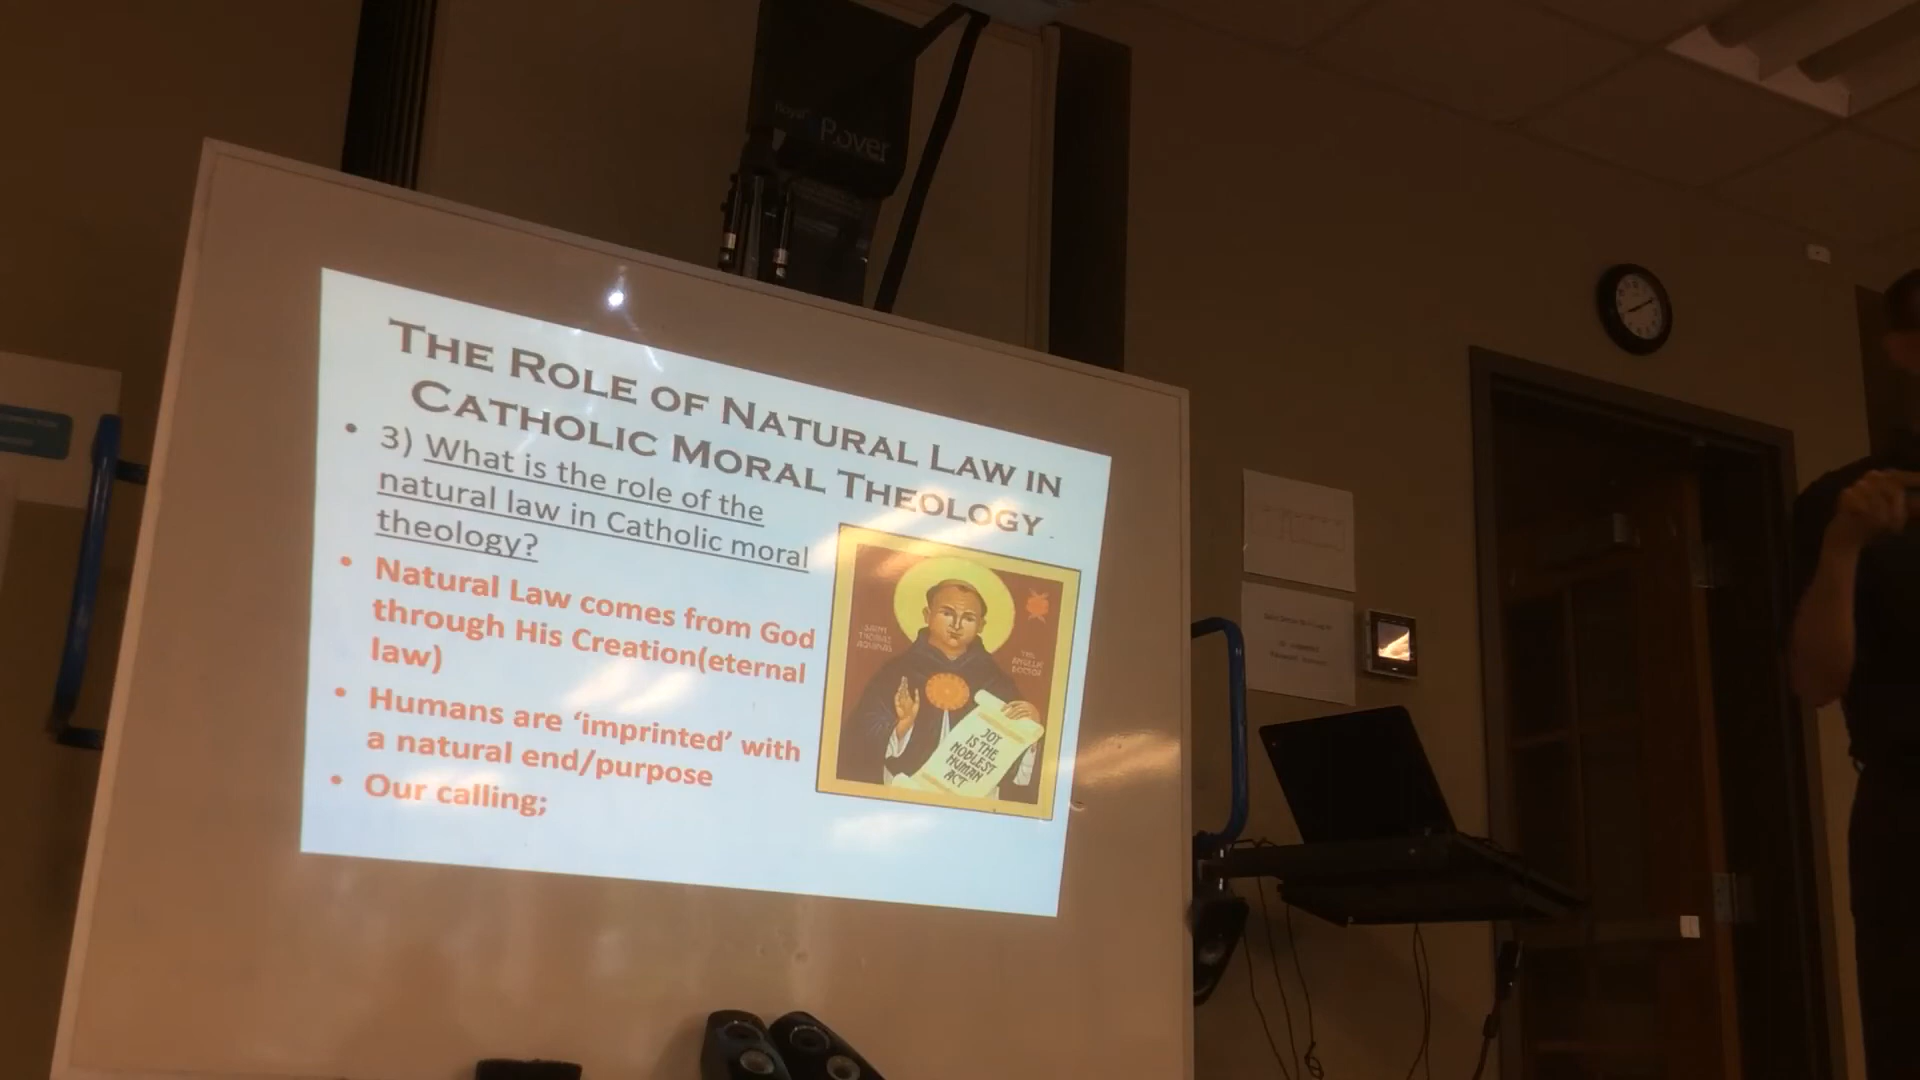 Royal
Rover
THE ROLE OF NATURAL LAW IN
CATHOLIC MORAL THEOLOGY
• 3) What is the role of the
natural law in Catholic moral
theology?
• Natural Law comes from God
through His Creation(eternal
law)
• Humans are ‘imprinted’ with
a natural end/purpose
• Our calling;
SAINT
THOMAS
AQUINAS
THE
ANGELIC
DOCTOR
JOY
IS THE
NOBLEST
HUMAN
ACT